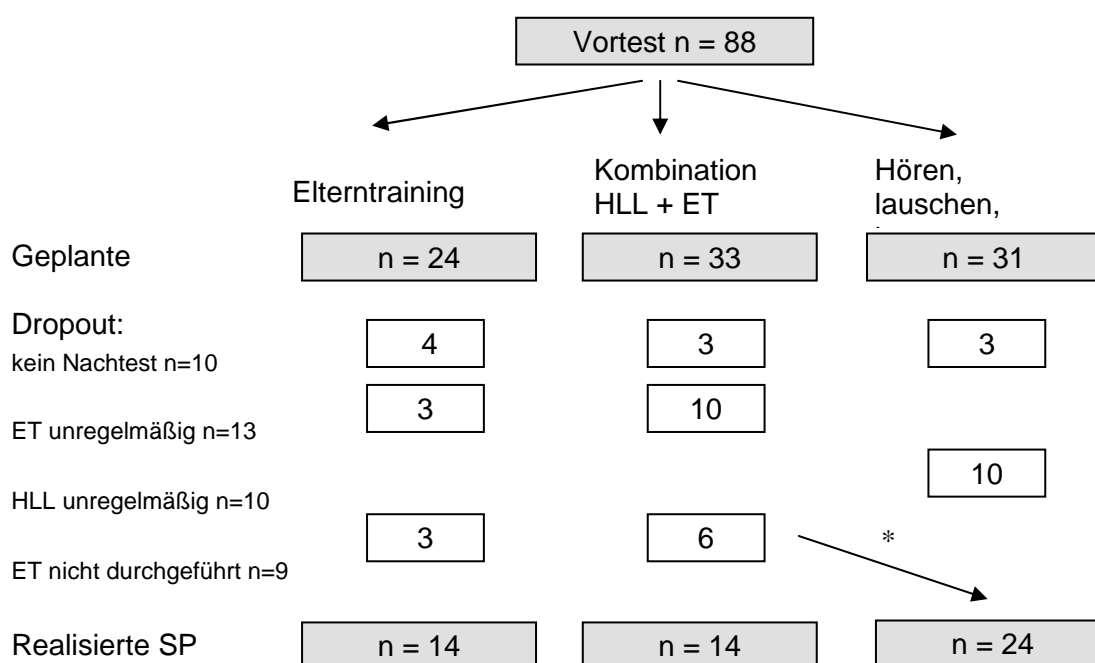 Vortest n = 88
Elterntraining
Kombination
HLL + ET
Hören,
lauschen,
Geplante
n = 24
n = 33
n = 31
Dropout:
kein Nachtest n=10
4
3
3
ET unregelmäßig n=13
3
10
HLL unregelmäßig n=10
10
ET nicht durchgeführt n=9
3
6
*
Realisierte SP
n = 14
n = 14
n = 24